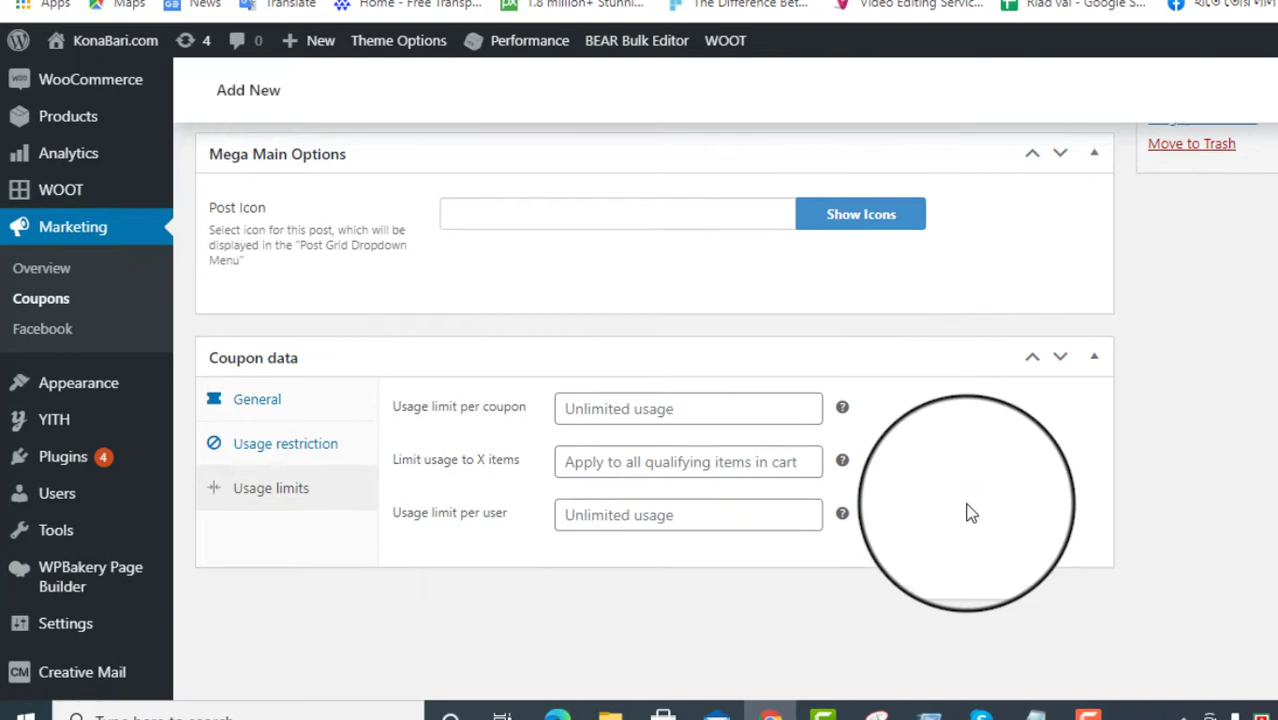 Apps Maps News Translate Home - Free Transp... 1.8 million+ Stunni... The Difference Bet... Video Editing Servic... Riad Vai - Google S...
KonaBari.com 4 0 New Theme Options Performance BEAR Bulk Editor WOOT
WooCommerce
Products
Analytics
WOOT
Marketing
Overview
Coupons
Facebook
Appearance
YITH
Plugins 4
Users
Tools
WPBakery Page
Builder
Settings
CM Creative Mail
Add New
Move to Trash
Mega Main Options
Post Icon
Select icon for this post, which will
be displayed in the "Post Grid Dropdown
Menu"
Show Icons
Coupon data
General
Usage restriction
Usage limits
Usage limit per coupon Unlimited usage
Limit usage to X items Apply to all qualifying items in cart
Usage limit per user Unlimited usage
Type here to search